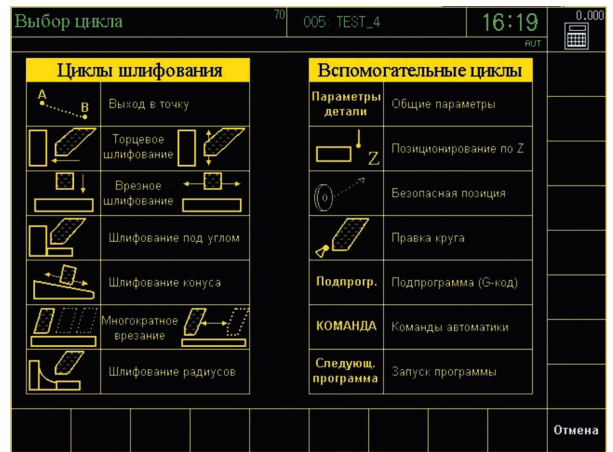 Выбор цикла
70
005: TEST_4
16:19
0.000
AUT
Циклы шлифования
A
B
Выход в точку
Торцевое
шлифование
Врезное
шлифование
Шлифование под углом
Шлифование конуса
Многократное
врезание
Шлифование радиусов
Вспомогательные циклы
Параметры
детали
Общие параметры
Z
Позиционирование по Z
Безопасная позиция
Правка круга
Подпрогр.
Подпрограмма (G-код)
КОМАНДА
Команды автоматики
Следующ.
программа
Запуск программы
Отмена